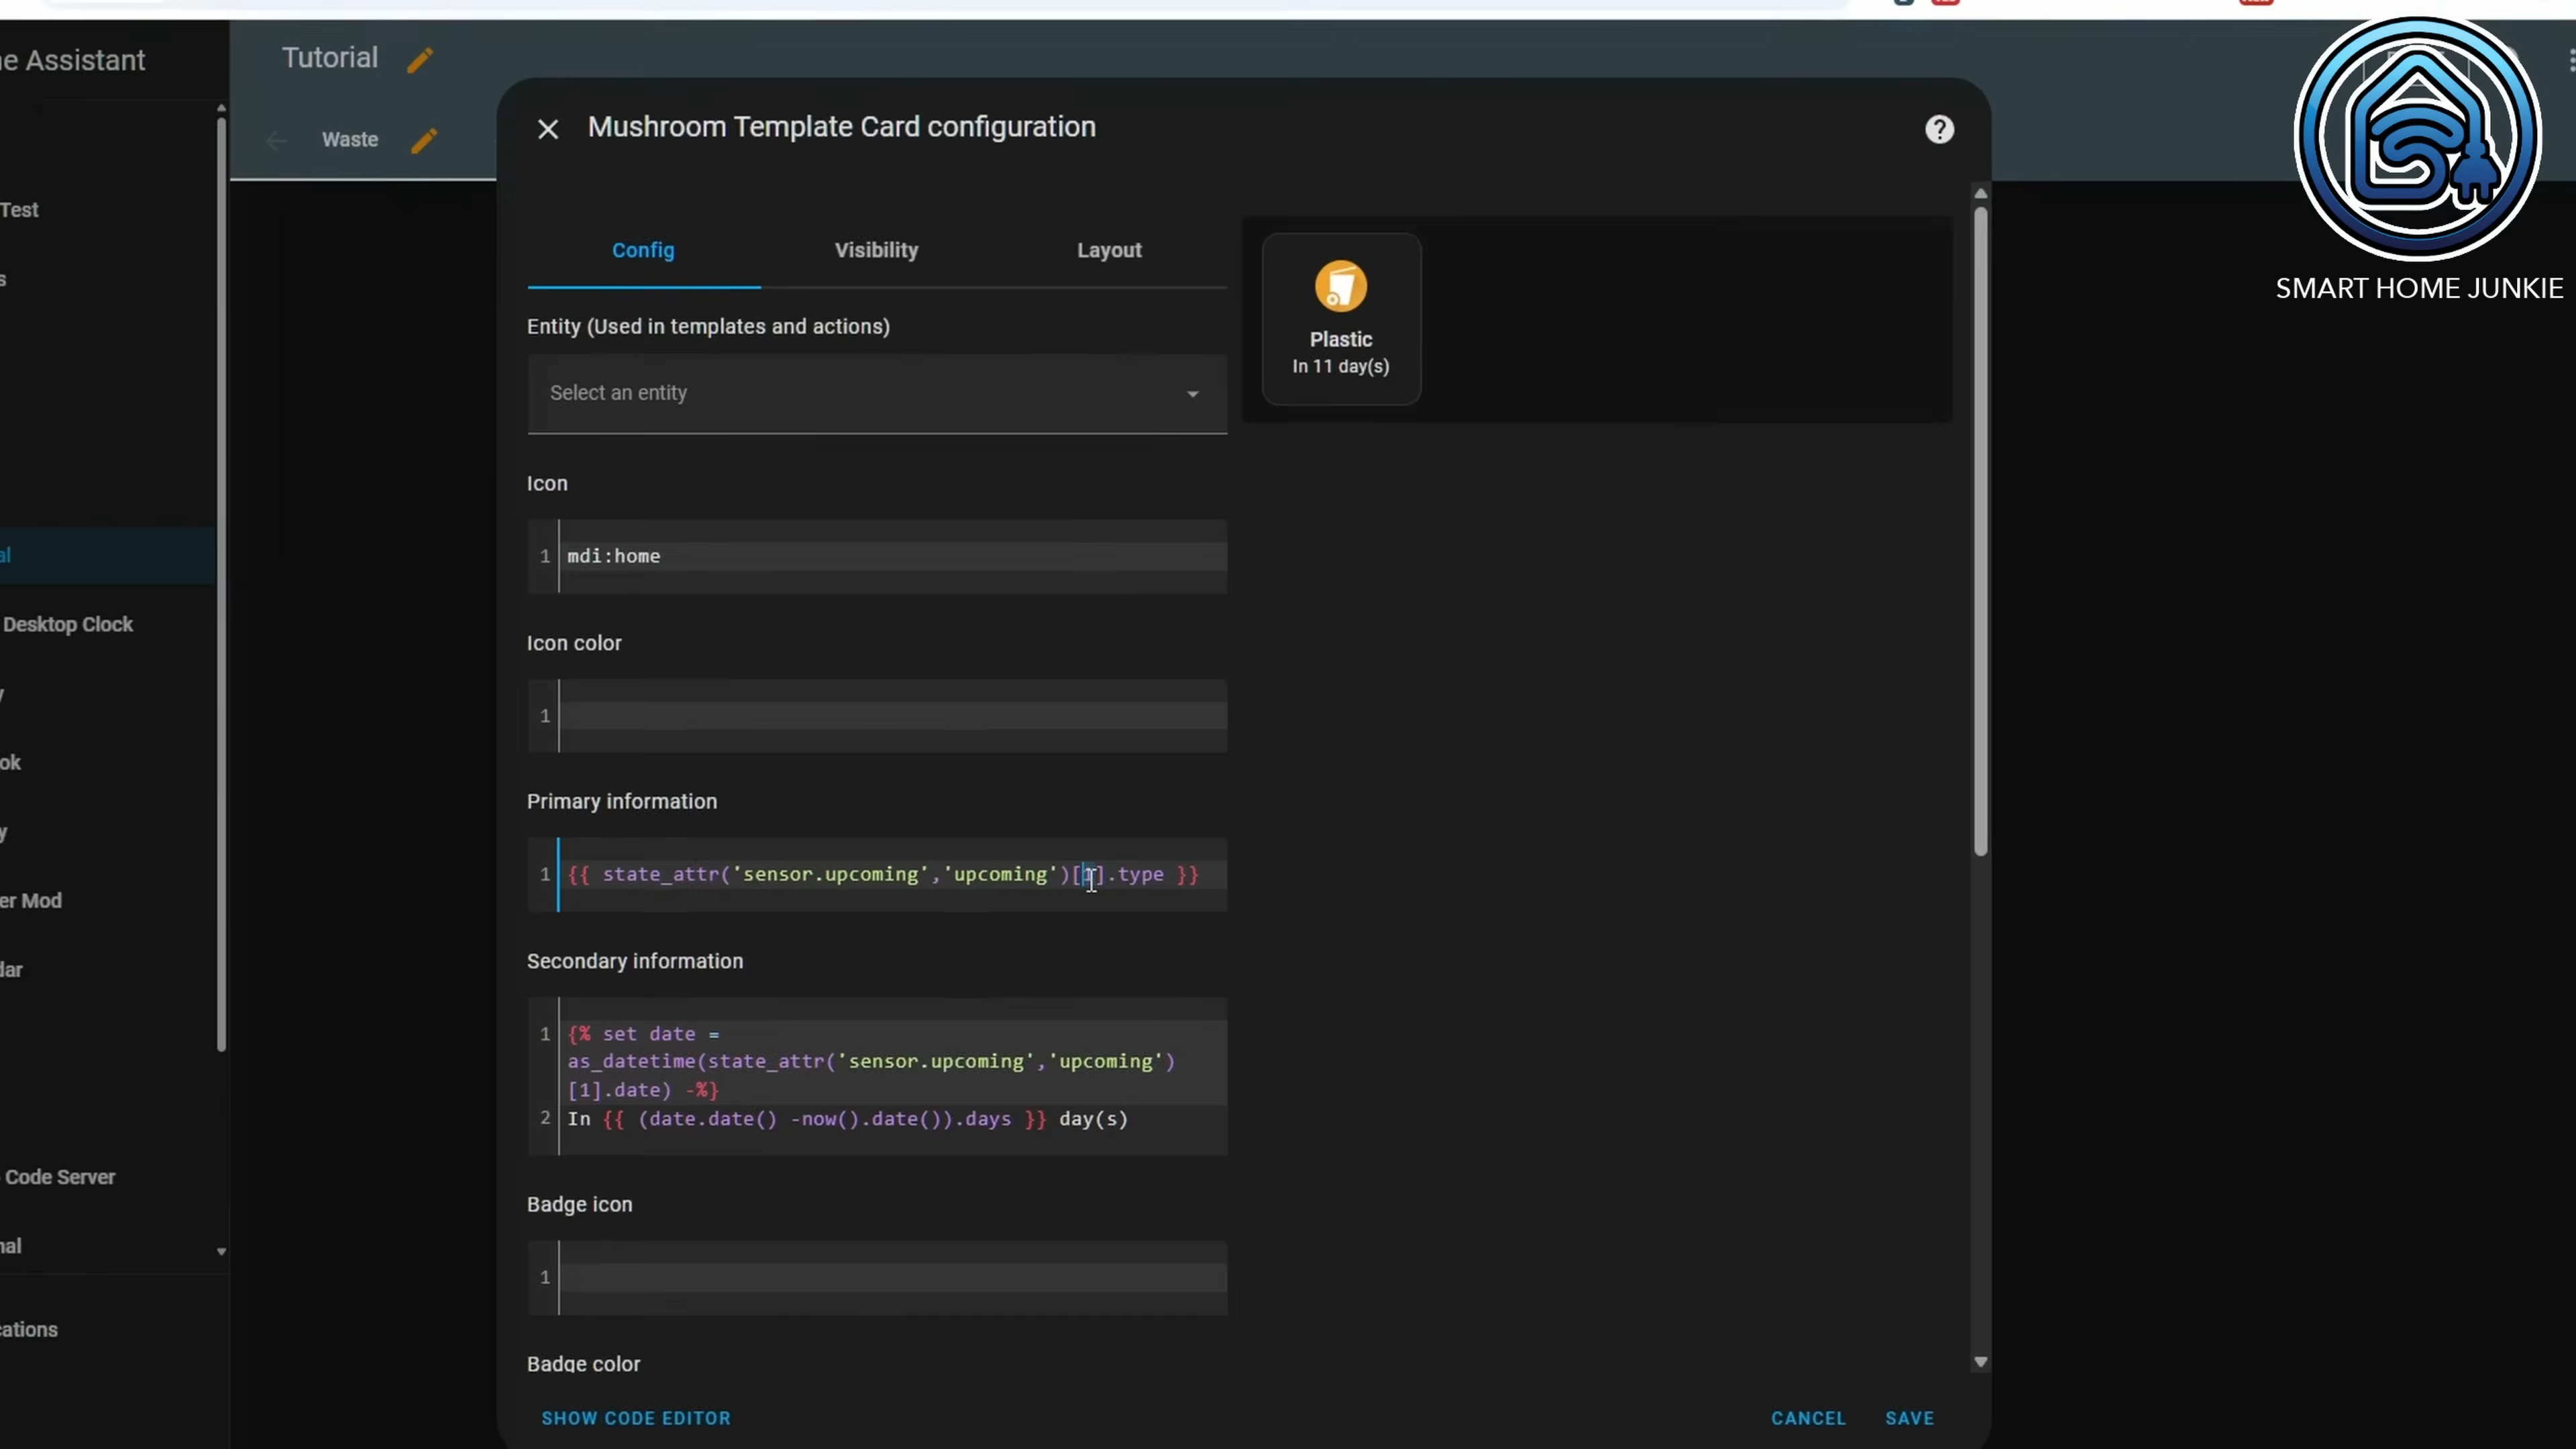 e Assistant
Tutorial
Waste
Test
s
al
Desktop Clock
y
ok
y
er Mod
dar
Code Server
nal
cations
Mushroom Template Card configuration
Config
Visibility
Layout
Entity (Used in templates and actions)
Select an entity
Icon
1 mdi:home
Icon color
1
Primary information
1 {{ state_attr('sensor.upcoming','upcoming')[1].type }}
Secondary information
1 {% set date =
as_datetime(state_attr('sensor.upcoming','upcoming')
[1].date) -%}
2 In {{ (date.date() -now().date()).days }} day(s)
Badge icon
1
Badge color
SHOW CODE EDITOR
CANCEL
SAVE
Plastic
In 11 day(s)
SMART HOME JUNKIE